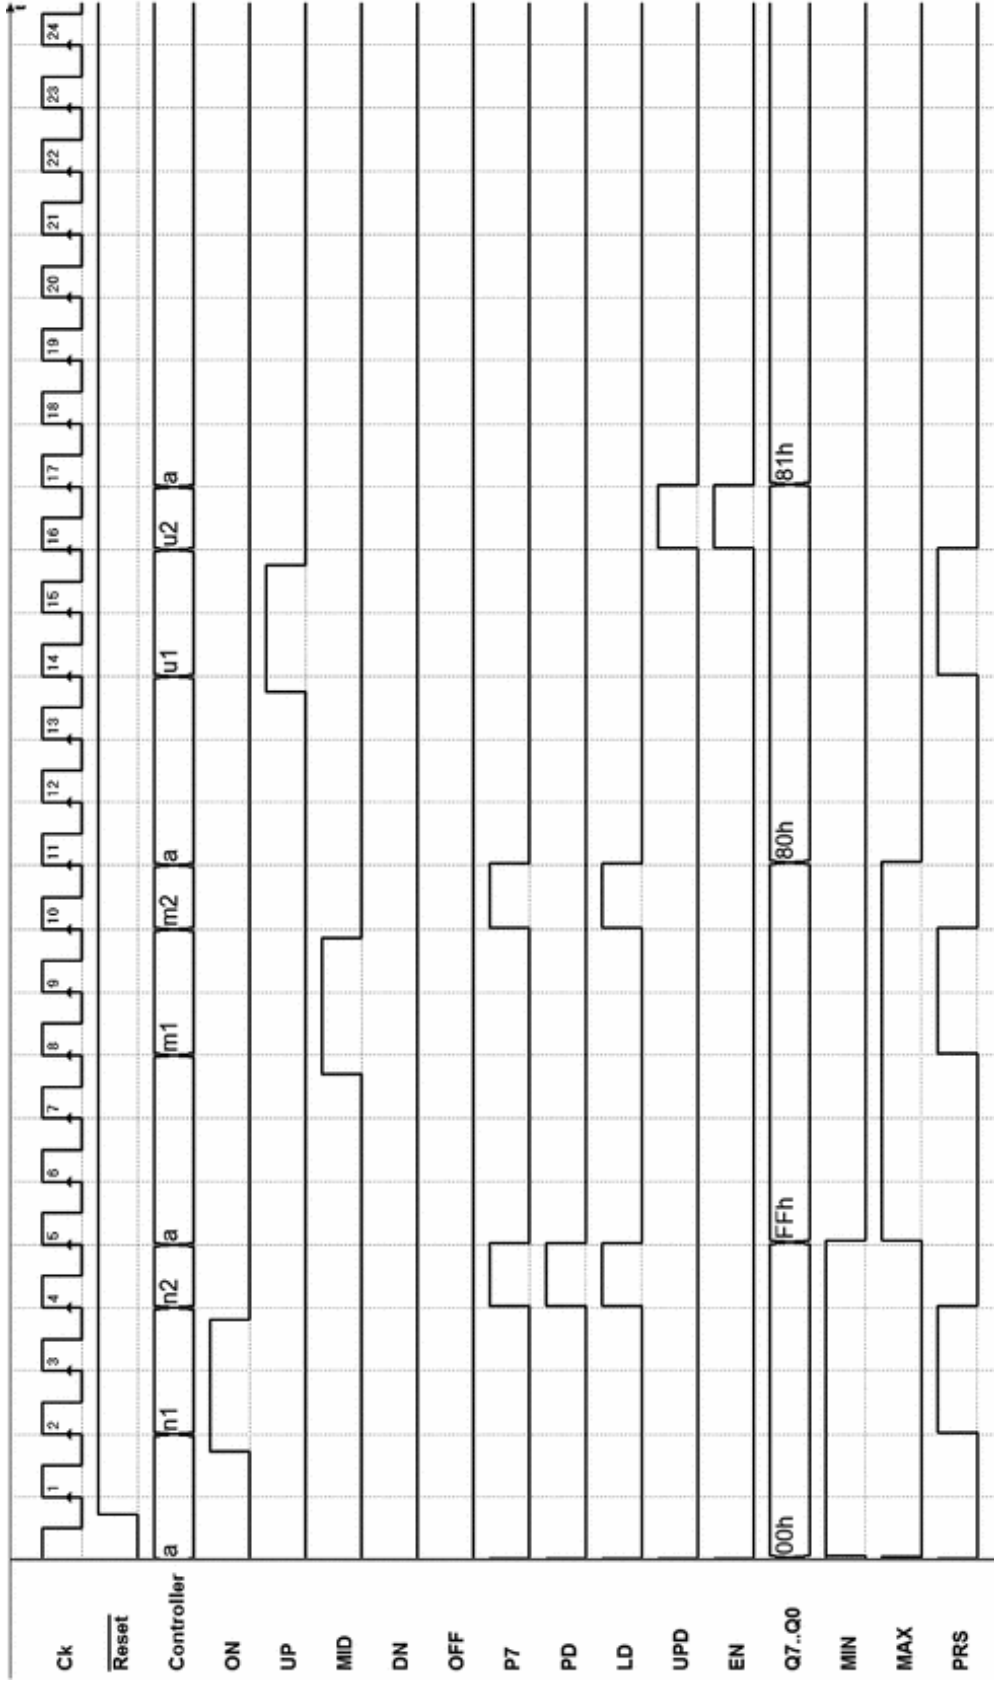 t
Ck 1 2 3 4 5 6 7 8 9 10 11 12 13 14 15 16 17 18 19 20 21 22 23 24
Reset
Controller a n1 n2 a m1 m2 a u1 u2 a
ON
UP
MID
DN
OFF
P7
PD
LD
UPD
EN
Q7..Q0 00h FFh 80h 81h
MIN
MAX
PRS